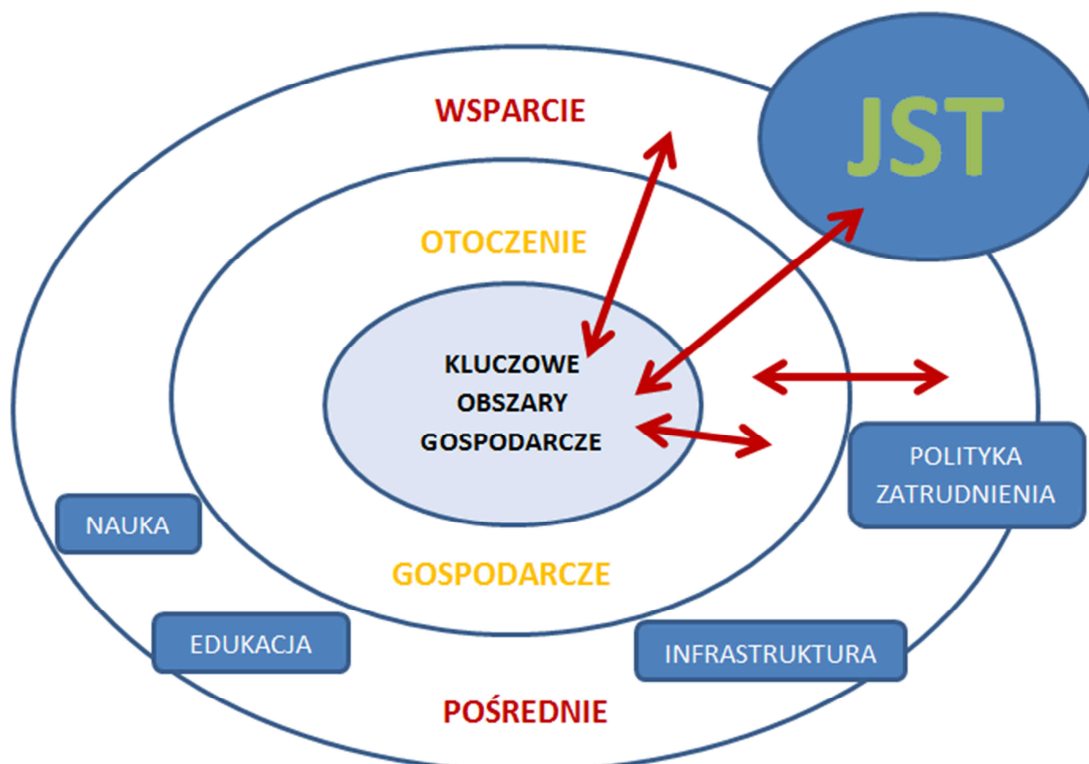 WSPARCIE
JST
OTOCZENIE
KLUCZOWE
OBSZARY
GOSPODARCZE
POLITYKA
ZATRUDNIENIA
NAUKA
GOSPODARCZE
EDUKACJA
INFRASTRUKTURA
POŚREDNIE